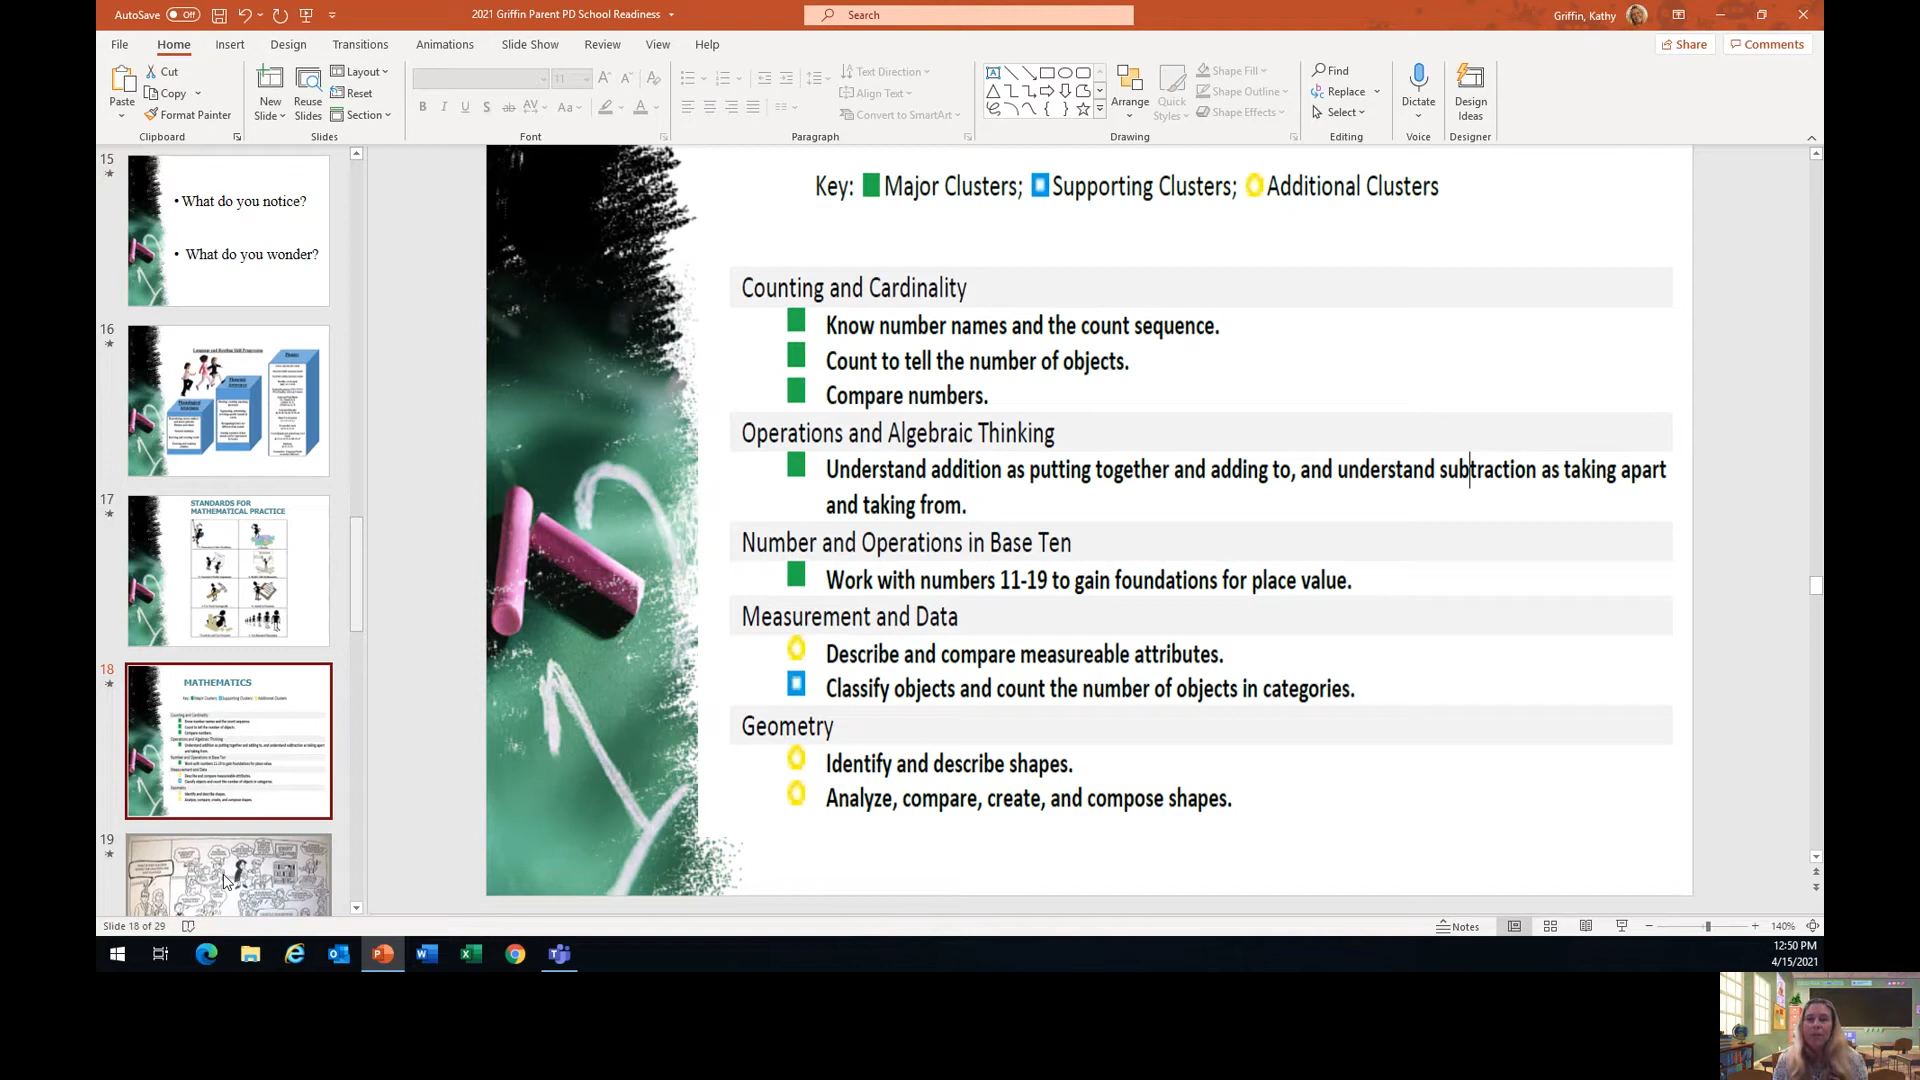 AutoSave Off
2021 Griffin Parent PD School Readiness
Search
Griffin, Kathy
File Home Insert Design Transitions Animations Slide Show Review View Help
Share Comments
Paste
Cut
Copy
Format Painter
Clipboard
New Slide
Reuse Slides
Layout
Reset
Section
Slides
11
Font
Text Direction
Align Text
Convert to SmartArt
Paragraph
Arrange
Quick Styles
Shape Fill
Shape Outline
Shape Effects
Drawing
Find
Replace
Select
Editing
Dictate
Voice
Design Ideas
Designer
15
• What do you notice?
• What do you wonder?
16
17
STANDARDS FOR
MATHEMATICAL PRACTICE
18
MATHEMATICS
19
Key: Major Clusters; Supporting Clusters; Additional Clusters
Counting and Cardinality
Know number names and the count sequence.
Count to tell the number of objects.
Compare numbers.
Operations and Algebraic Thinking
Understand addition as putting together and adding to, and understand subtraction as taking apart
and taking from.
Number and Operations in Base Ten
Work with numbers 11-19 to gain foundations for place value.
Measurement and Data
Describe and compare measureable attributes.
Classify objects and count the number of objects in categories.
Geometry
Identify and describe shapes.
Analyze, compare, create, and compose shapes.
Slide 18 of 29
Notes
140%
12:50 PM
4/15/2021